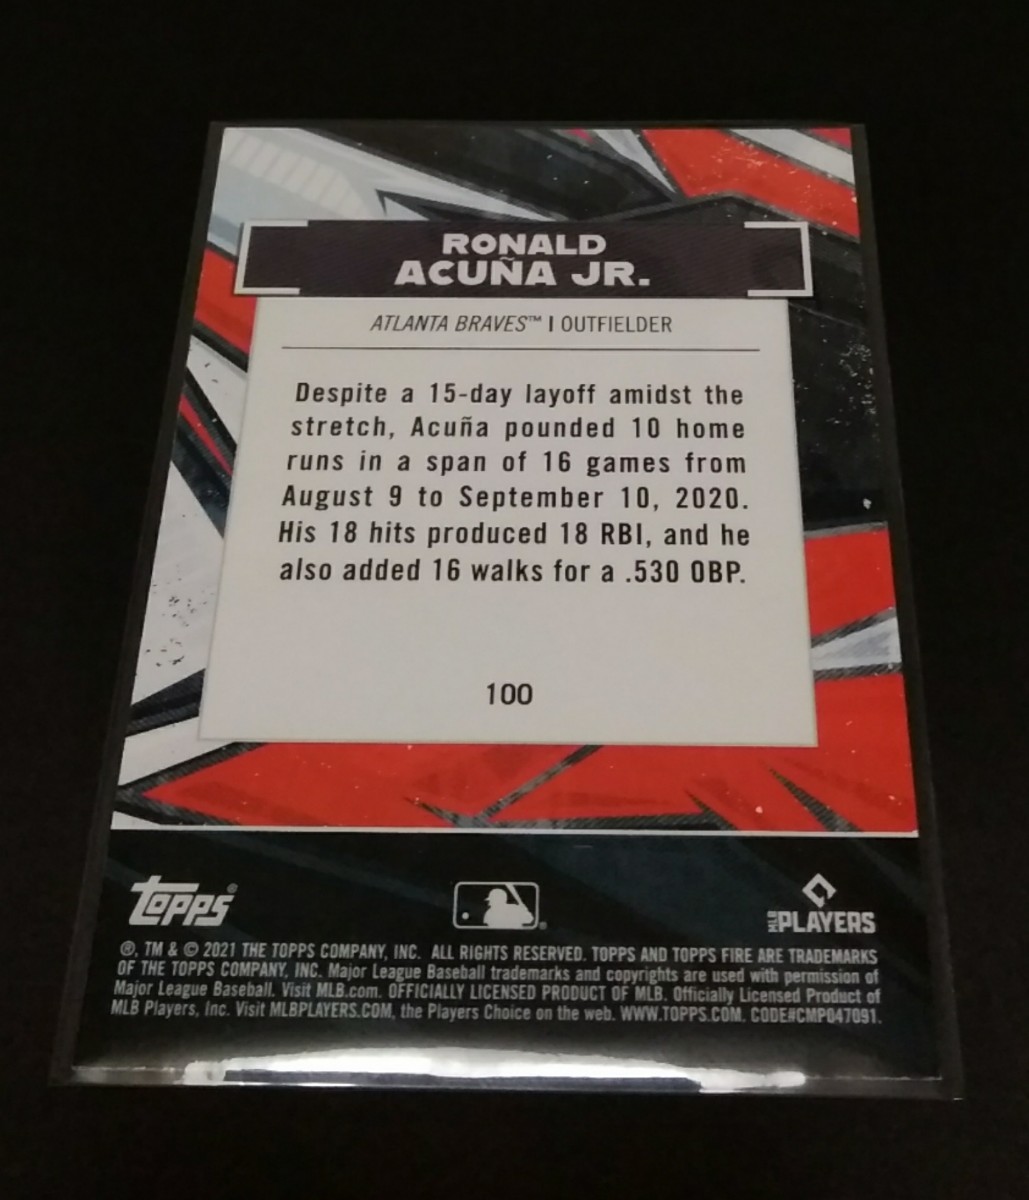 RONALD
ACUÑA JR.
ATLANTA BRAVES™ | OUTFIELDER
Despite a 15-day layoff amidst the
stretch, Acuña pounded 10 home
runs in a span of 16 games from
August 9 to September 10, 2020.
His 18 hits produced 18 RBI, and he
also added 16 walks for a .530 OBP.
100
Topps®
MLB PLAYERS
®, TM & © 2021 THE TOPPS COMPANY, INC. ALL RIGHTS RESERVED. TOPPS AND TOPPS FIRE ARE TRADEMARKS
OF THE TOPPS COMPANY, INC. Major League Baseball trademarks and copyrights are used with permission of
Major League Baseball. Visit MLB.com. OFFICIALLY LICENSED PRODUCT OF MLB. Officially Licensed Product of
MLB Players, Inc. Visit MLBPLAYERS.COM, the Players Choice on the web. WWW.TOPPS.COM. CODE#CMP047091.